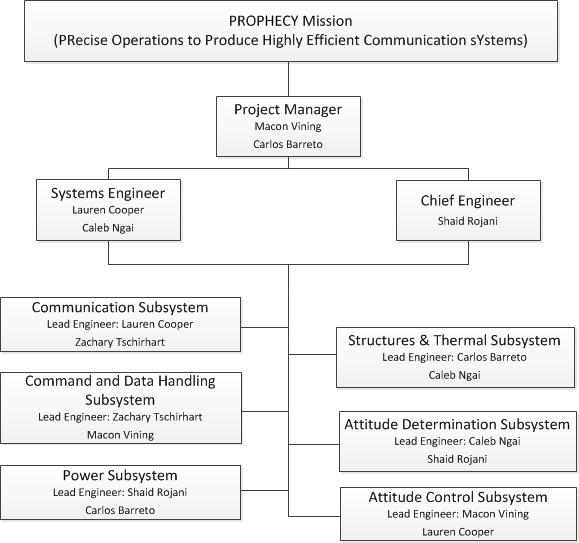 PROPHECY Mission
(PRecise Operations to Produce Highly Efficient Communication sYstems)
Project Manager
Macon Vining
Carlos Barreto
Systems Engineer
Lauren Cooper
Caleb Ngai
Chief Engineer
Shaid Rojani
Communication Subsystem
Lead Engineer: Lauren Cooper
Zachary Tschirhart
Structures & Thermal Subsystem
Lead Engineer: Carlos Barreto
Caleb Ngai
Command and Data Handling
Subsystem
Lead Engineer: Zachary Tschirhart
Macon Vining
Attitude Determination Subsystem
Lead Engineer: Caleb Ngai
Shaid Rojani
Power Subsystem
Lead Engineer: Shaid Rojani
Carlos Barreto
Attitude Control Subsystem
Lead Engineer: Macon Vining
Lauren Cooper